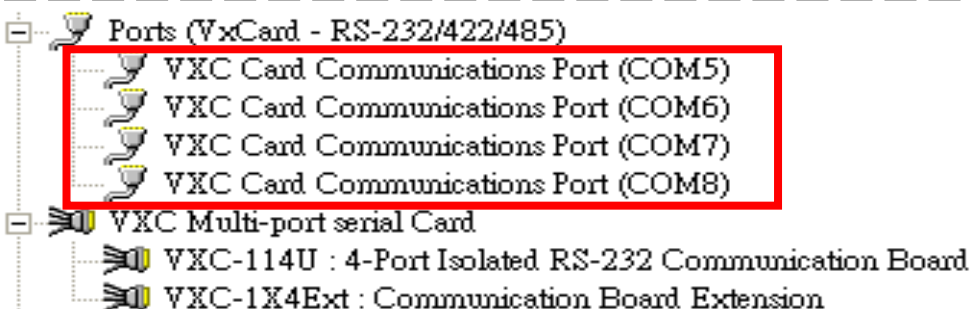 Ports (VxCard - RS-232/422/485)
VXC Card Communications Port (COM5)
VXC Card Communications Port (COM6)
VXC Card Communications Port (COM7)
VXC Card Communications Port (COM8)
VXC Multi-port serial Card
VXC-114U : 4-Port Isolated RS-232 Communication Board
VXC-1X4Ext : Communication Board Extension